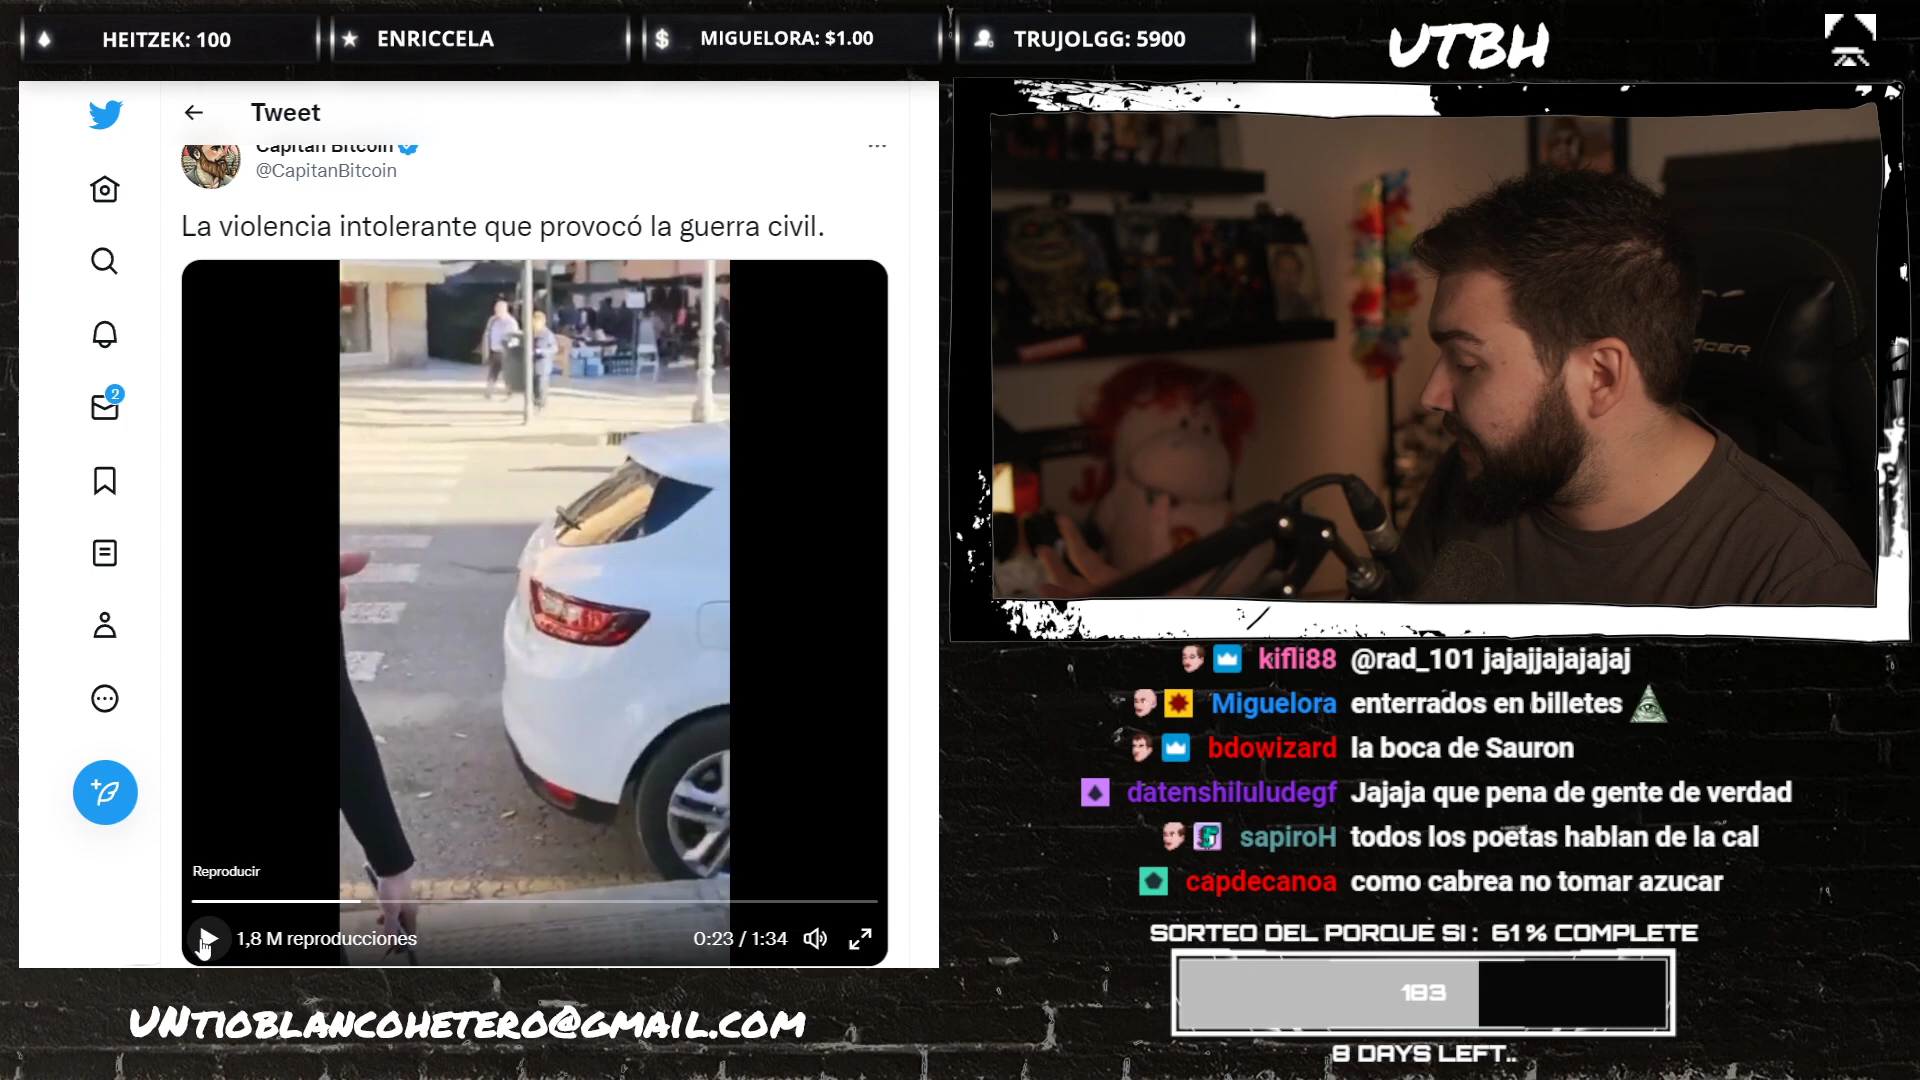 HEITZEK: 100
ENRICCELA
MIGUELORA: $1.00
TRUJOLGG: 5900
UTBH
Tweet
Capitán Bitcoin
@CapitanBitcoin
La violencia intolerante que provocó la guerra civil.
2
Reproducir
1,8 M reproducciones
0:23 / 1:34
kifli88 @rad_101 jajajjajajajaj
Miguelora enterrados en billetes
bdowizard la boca de Sauron
datenshiluludegf Jajaja que pena de gente de verdad
sapiroH todos los poetas hablan de la cal
capdecanoa como cabrea no tomar azucar
SORTEO DEL PORQUE SI : 61% COMPLETE
183
8 DAYS LEFT..
UNTIOBLANCOHETERO@GMAIL.COM